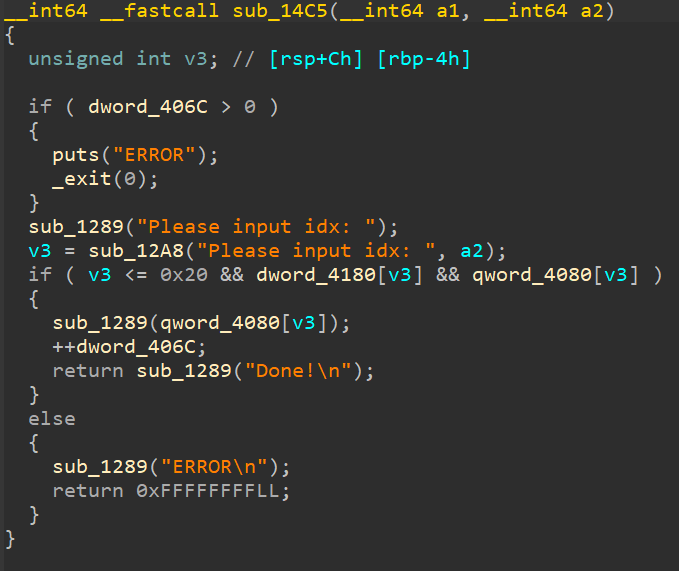 __int64 __fastcall sub_14C5(__int64 a1, __int64 a2)
{
  unsigned int v3; // [rsp+Ch] [rbp-4h]

  if ( dword_406C > 0 )
  {
    puts("ERROR");
    _exit(0);
  }
  sub_1289("Please input idx: ");
  v3 = sub_12A8("Please input idx: ", a2);
  if ( v3 <= 0x20 && dword_4180[v3] && qword_4080[v3] )
  {
    sub_1289(qword_4080[v3]);
    ++dword_406C;
    return sub_1289("Done!\n");
  }
  else
  {
    sub_1289("ERROR\n");
    return 0xFFFFFFFFLL;
  }
}